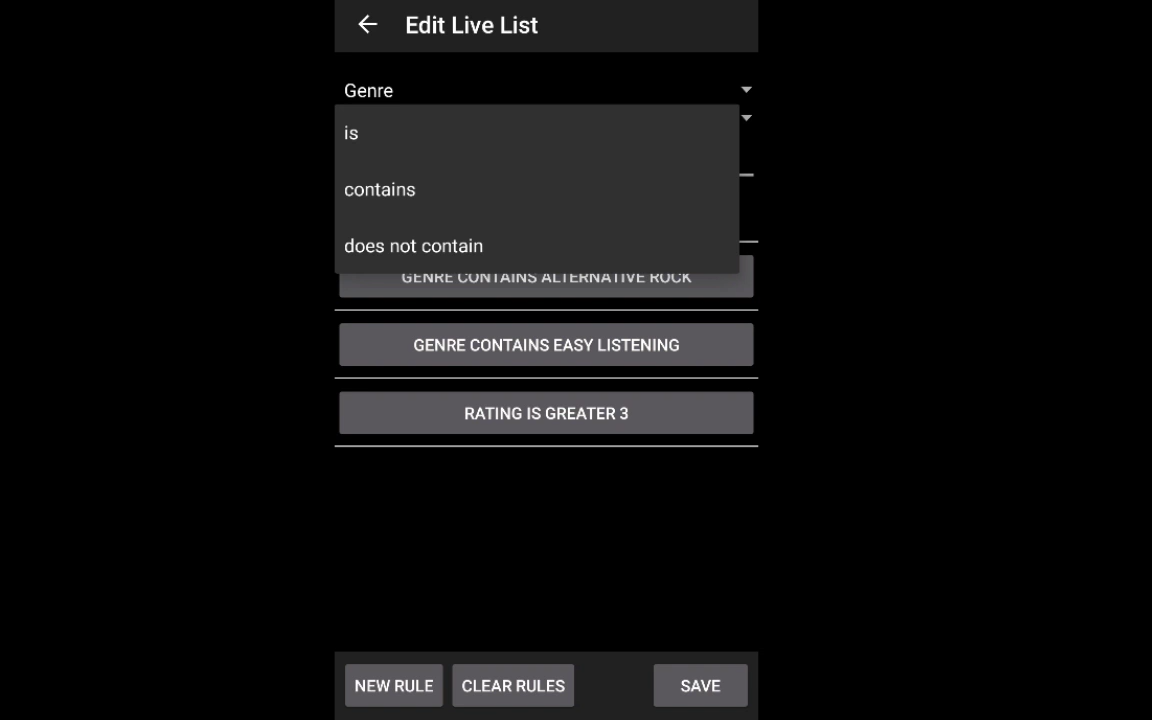 Edit Live List
Genre
is
contains
does not contain
GENRE CONTAINS ALTERNATIVE ROCK
GENRE CONTAINS EASY LISTENING
RATING IS GREATER 3
NEW RULE
CLEAR RULES
SAVE